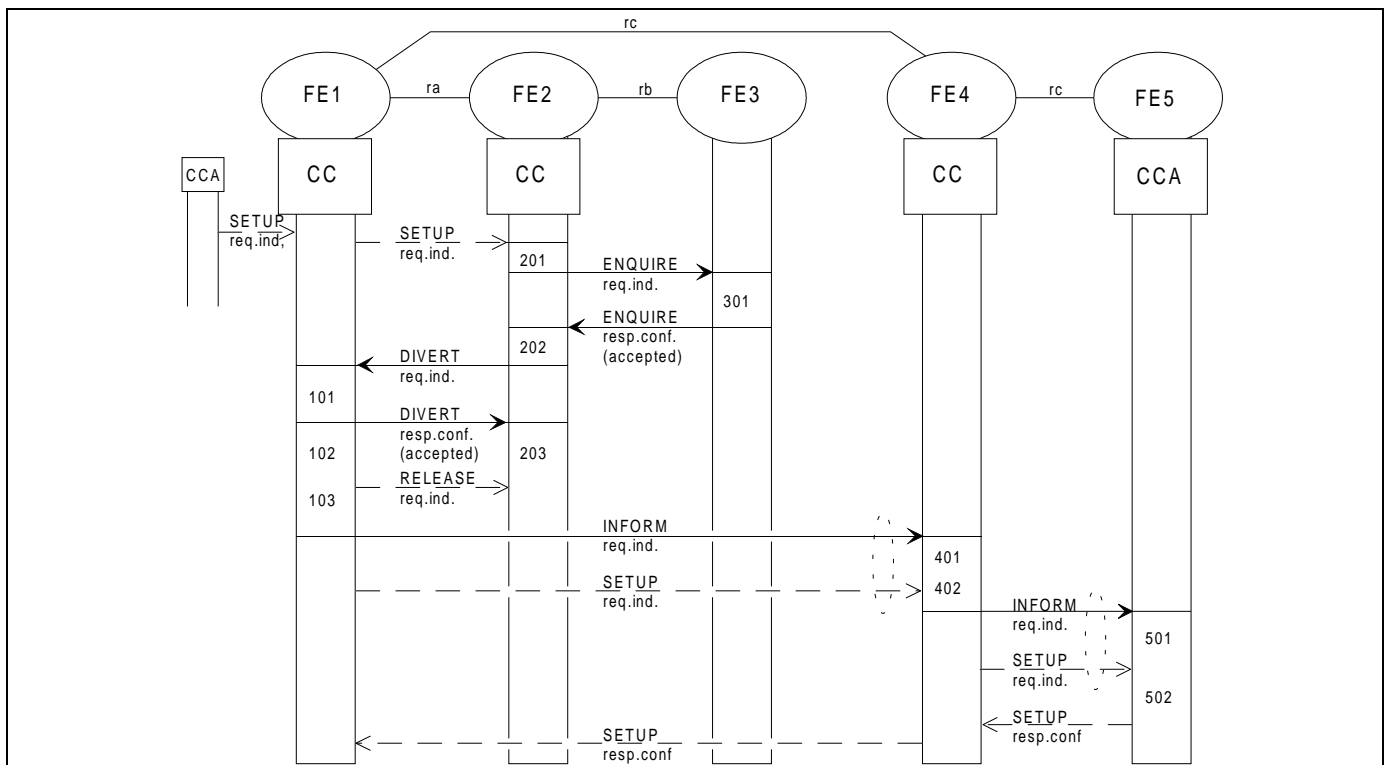 rc
FE1
ra
FE2
rb
FE3
FE4
rc
FE5
CCA
CC
CC
CC
CCA
SETUP
req.ind,
SETUP
req.ind.
201
ENQUIRE
req.ind.
301
ENQUIRE
resp.conf.
(accepted)
202
DIVERT
req.ind.
101
DIVERT
resp.conf.
(accepted)
102
203
RELEASE
req.ind.
103
INFORM
req.ind.
401
SETUP
req.ind.
402
INFORM
req.ind.
501
SETUP
req.ind.
502
SETUP
resp.conf
SETUP
resp.conf